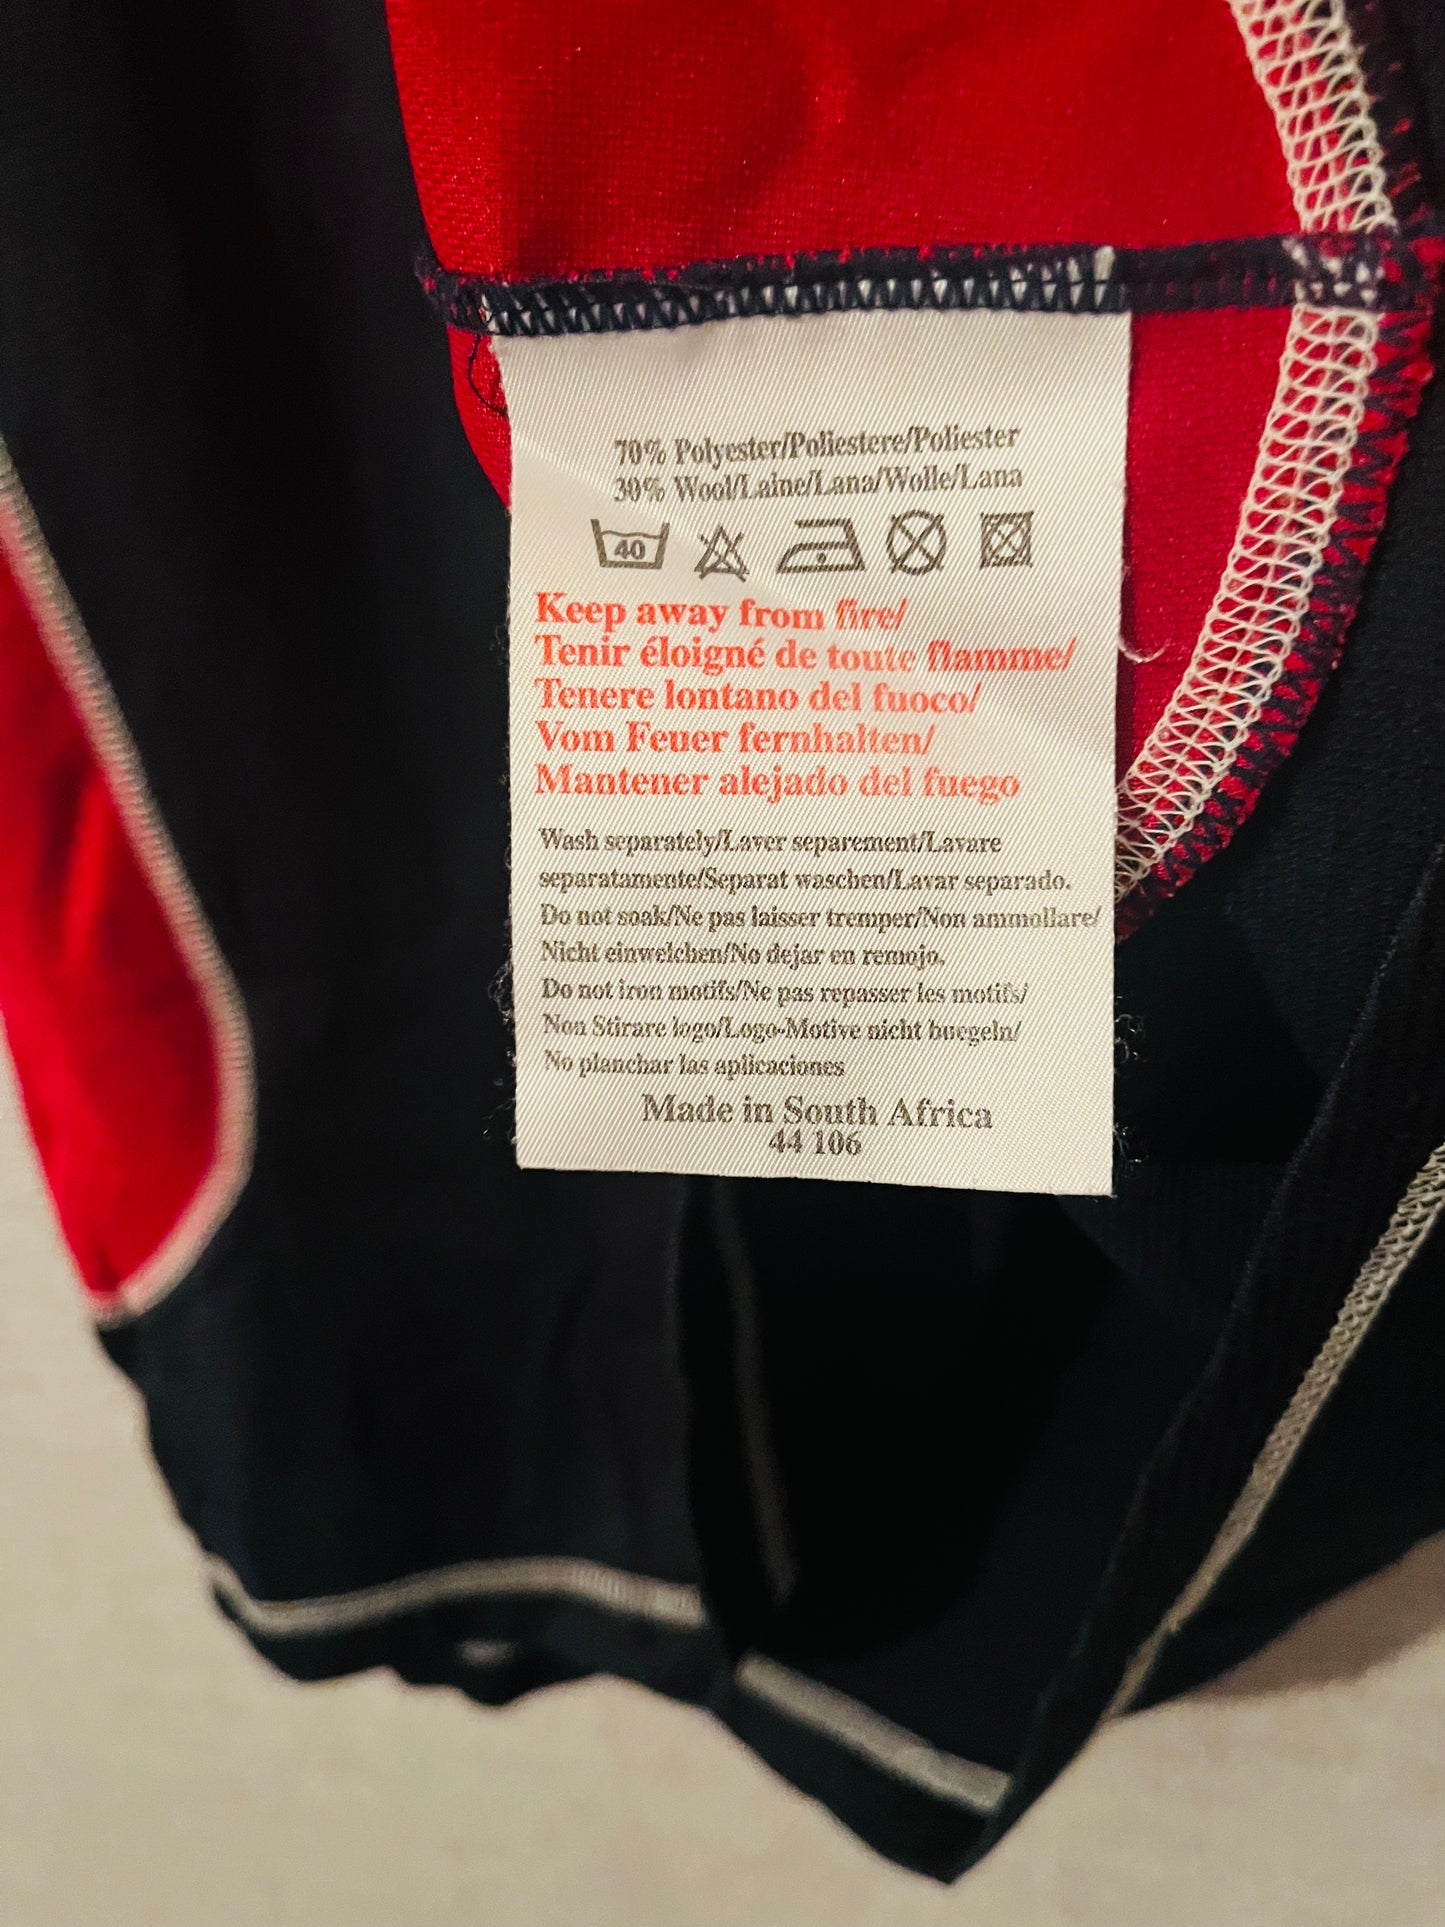 70% Polyester/Poliestere/Poliester
30% Wool/Laine/Lana/Wolle/Lana
40
Keep away from fire/
Tenir éloigné de toute flamme/
Tenere lontano del fuoco/
Vom Feuer fernhalten/
Mantener alejado del fuego
Wash separately/Laver separement/Lavare
separatamente/Separat waschen/Lavar separado.
Do not soak/Ne pas laisser tremper/Non ammollare/
Nicht einweichen/No dejar en remojo.
Do not iron motifs/Ne pas repasser les motifs/
Non Stirare logo/Logo-Motive nicht buegeln/
No planchar las aplicaciones
Made in South Africa
44 106